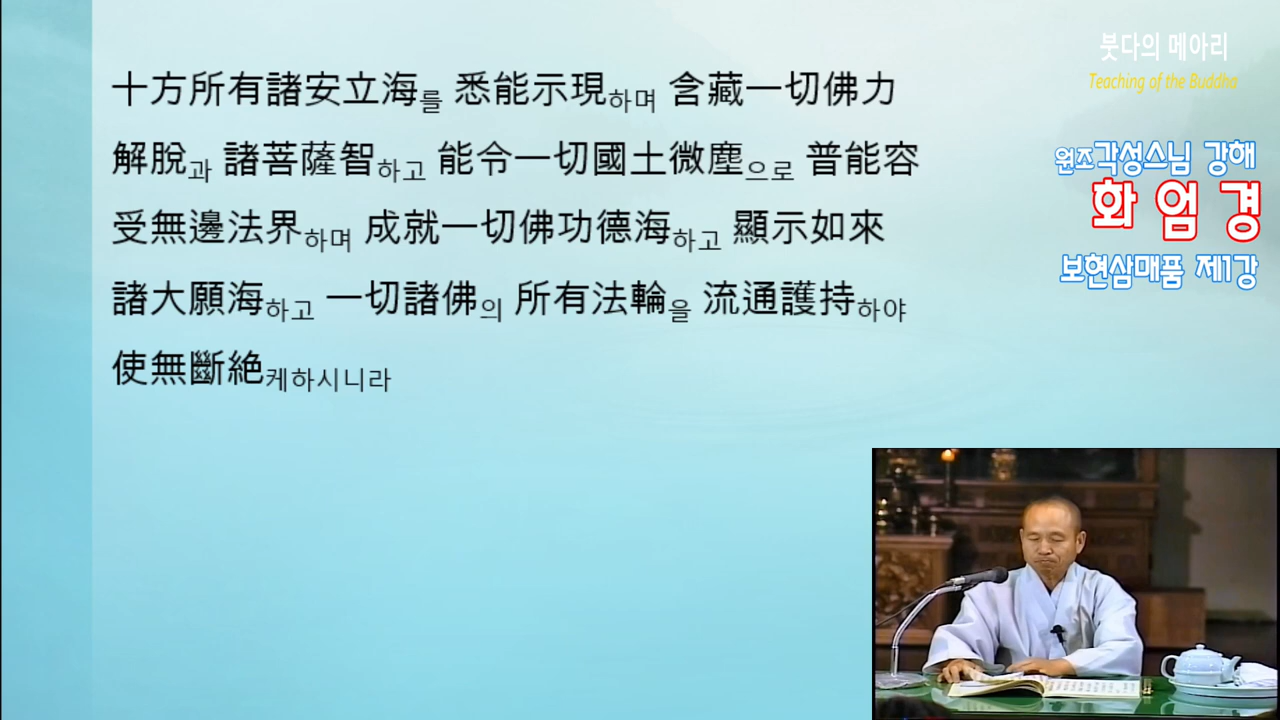 十方所有諸安立海를 悉能示現하며 含藏一切佛力
解脫과 諸菩薩智하고 能令一切國土微塵으로 普能容
受無邊法界하며 成就一切佛功德海하고 顯示如來
諸大願海하고 一切諸佛의 所有法輪을 流通護持하야
使無斷絶케하시니라
붓다의 메아리
Teaching of the Buddha
원조각성스님 강해
화엄경
보현삼매품 제1강